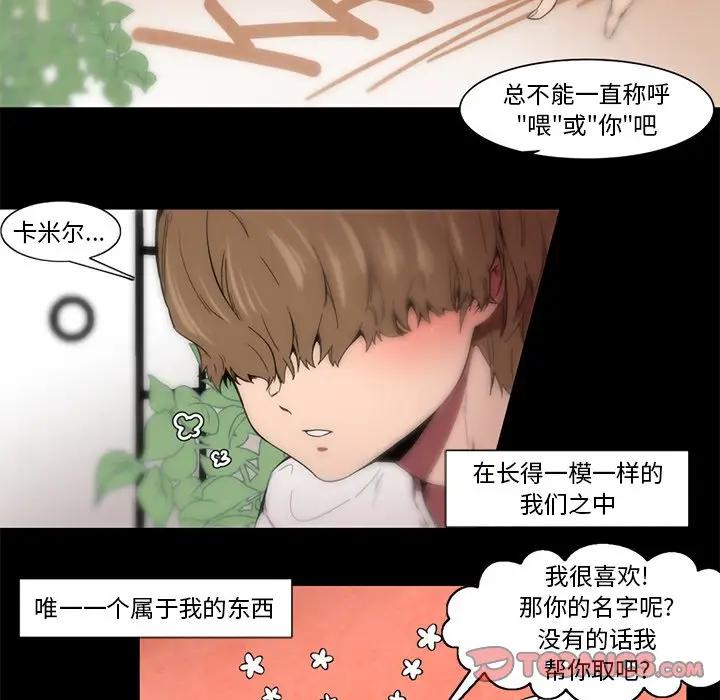 总不能一直称呼
"喂"或"你"吧
卡米尔...
在长得一模一样的
我们之中
唯一一个属于我的东西
我很喜欢!
那你的名字呢?
没有的话我
帮你取吧?